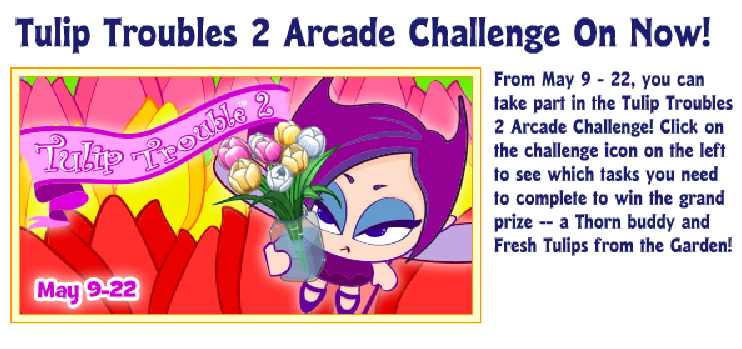 Tulip Troubles 2 Arcade Challenge On Now!
Tulip Trouble™ 2
May 9-22
From May 9 - 22, you can
take part in the Tulip Troubles
2 Arcade Challenge! Click on
the challenge icon on the left
to see which tasks you need
to complete to win the grand
prize -- a Thorn buddy and
Fresh Tulips from the Garden!